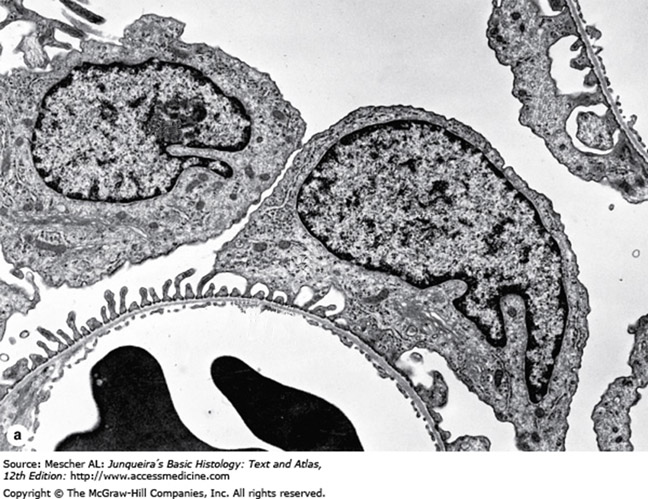 a
Source: Mescher AL: Junqueira´s Basic Histology: Text and Atlas,
12th Edition: http://www.accessmedicine.com
Copyright © The McGraw-Hill Companies, Inc. All rights reserved.